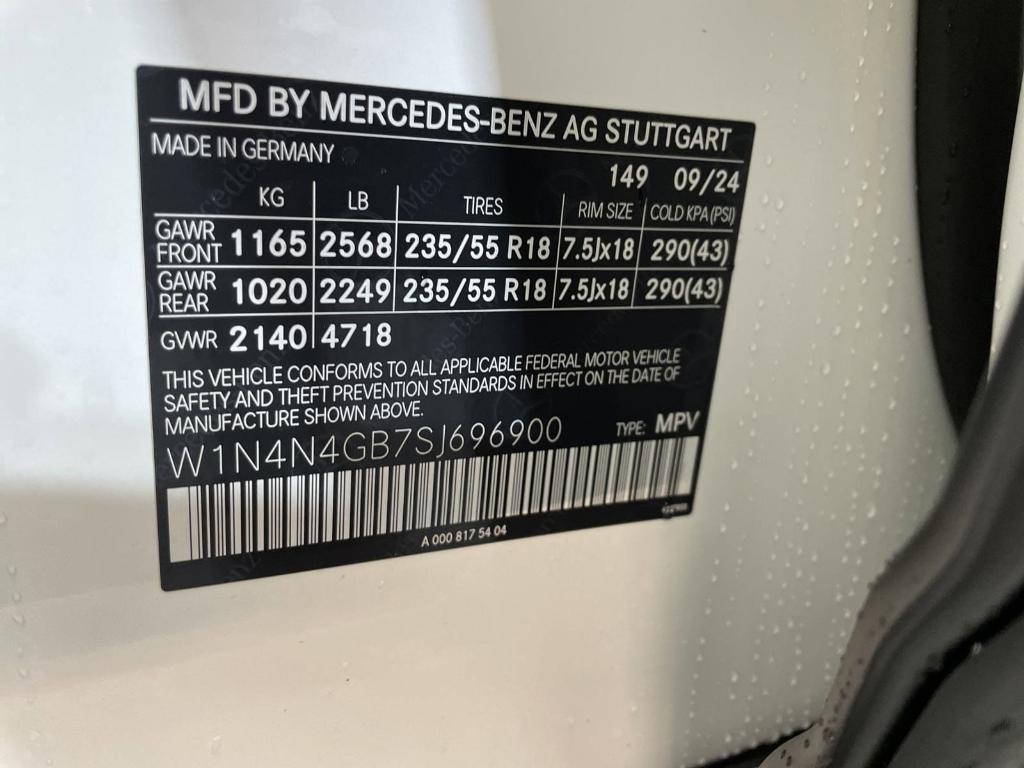 MFD BY MERCEDES-BENZ AG STUTTGART
MADE IN GERMANY
149 09/24
KG LB TIRES RIM SIZE COLD KPA(PSI)
GAWR FRONT 1165 2568 235/55 R18 7.5Jx18 290(43)
GAWR REAR 1020 2249 235/55 R18 7.5Jx18 290(43)
GVWR 2140 4718
THIS VEHICLE CONFORMS TO ALL APPLICABLE FEDERAL MOTOR VEHICLE
SAFETY AND THEFT PREVENTION STANDARDS IN EFFECT ON THE DATE OF
MANUFACTURE SHOWN ABOVE.
W1N4N4GB7SJ696900 TYPE: MPV
A 000 817 54 04